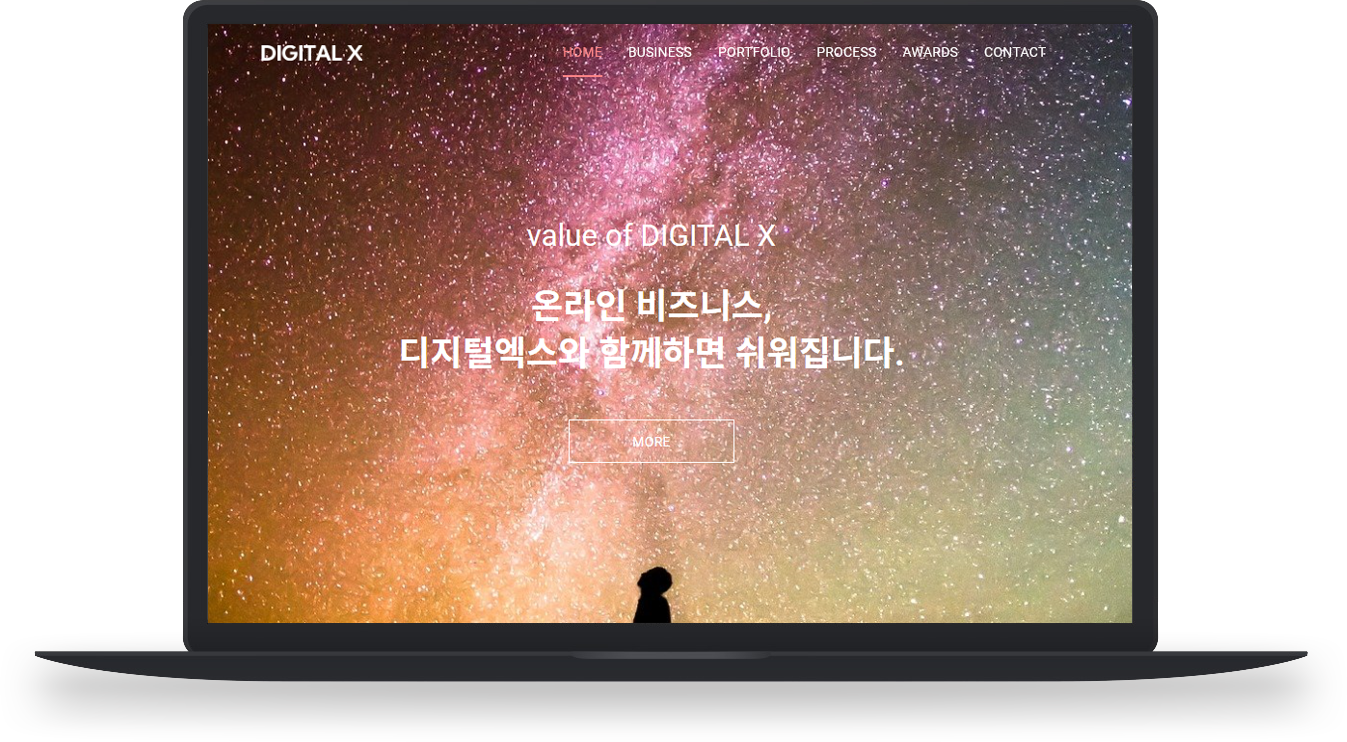 DIGITAL X
HOME BUSINESS PORTFOLIO PROCESS AWARDS CONTACT
value of DIGITAL X
온라인 비즈니스,
디지털엑스와 함께하면 쉬워집니다.
MORE